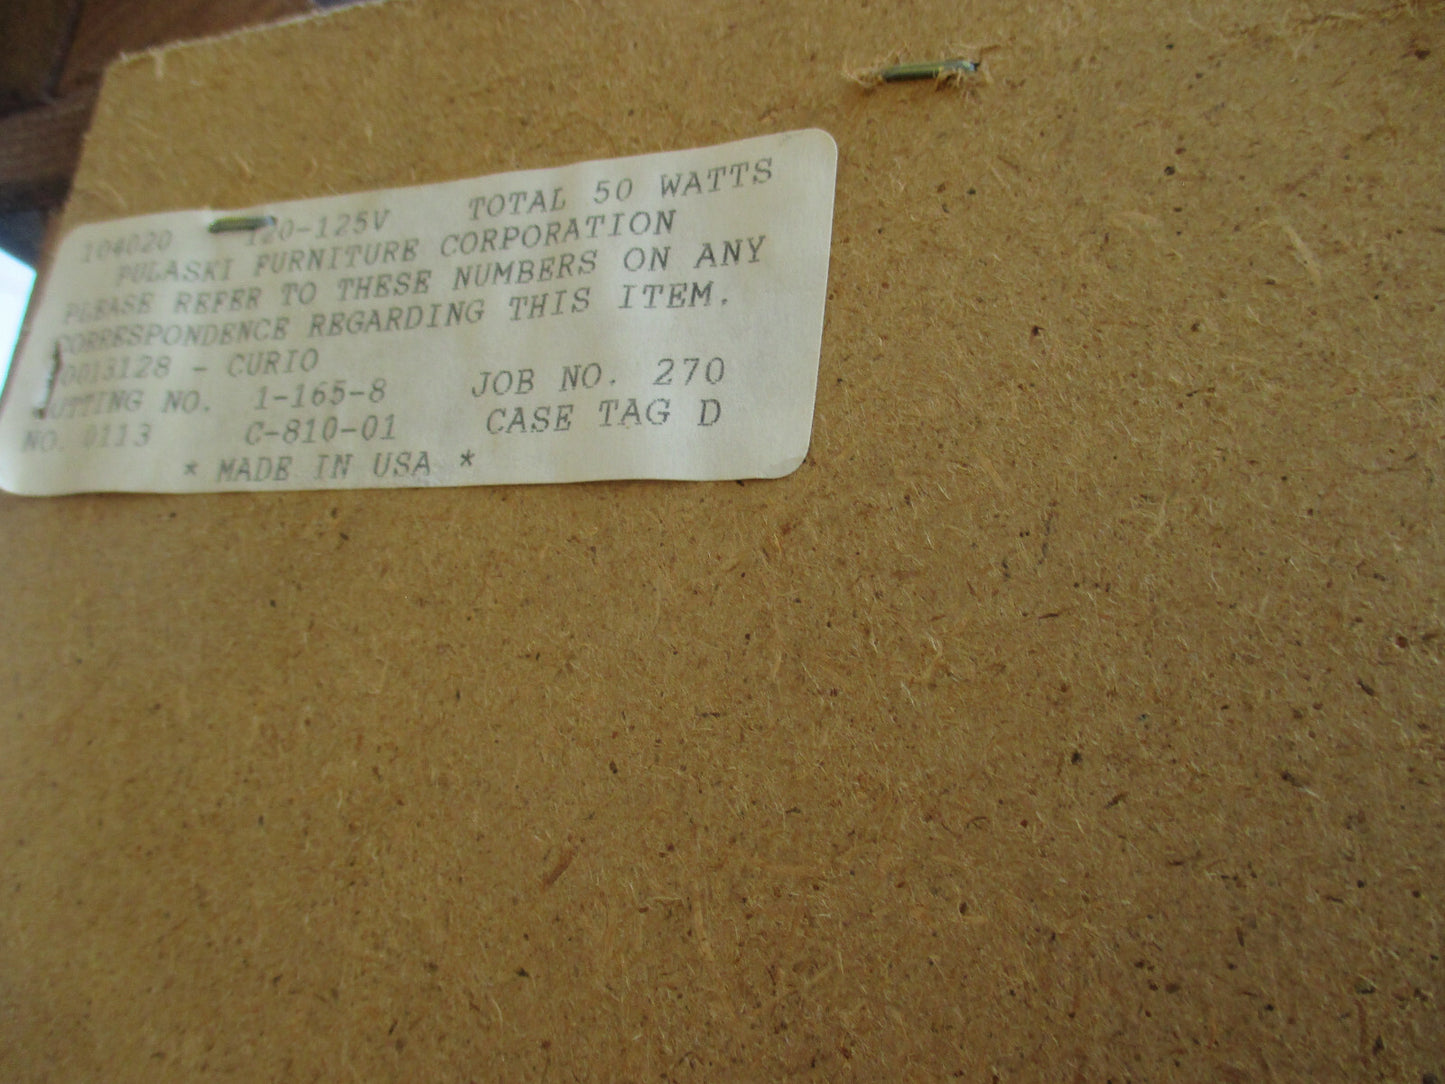 104020 120-125V TOTAL 50 WATTS
PULASKI FURNITURE CORPORATION
PLEASE REFER TO THESE NUMBERS ON ANY
CORRESPONDENCE REGARDING THIS ITEM.
0013128 - CURIO
CUTTING NO. 1-165-8 JOB NO. 270
NO. 0113 C-810-01 CASE TAG D
* MADE IN USA *